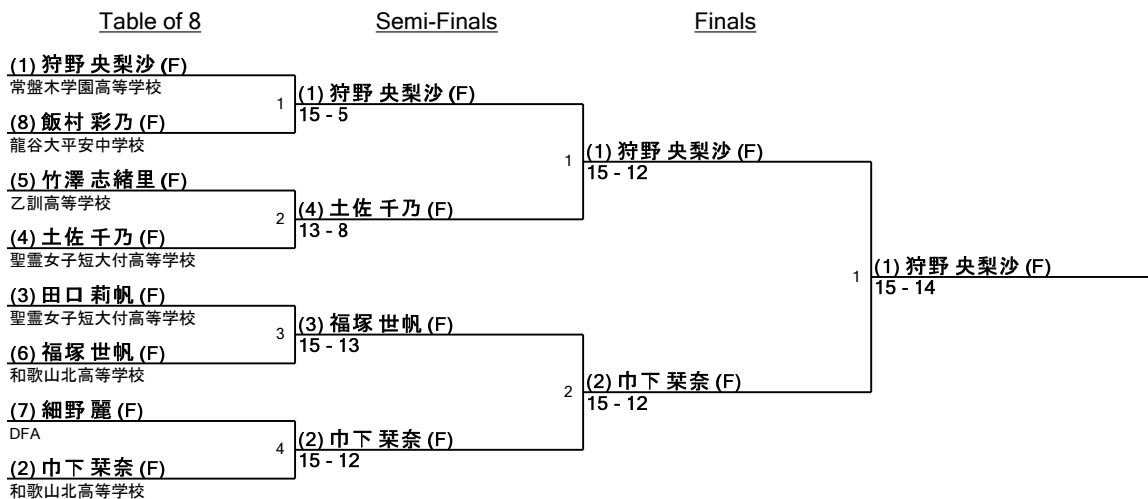 Table of 8
Semi-Finals
Finals
(1) 狩野 央梨沙 (F)
常盤木学園高等学校
1
(8) 飯村 彩乃 (F)
龍谷大平安中学校
(1) 狩野 央梨沙 (F)
15 - 5
(5) 竹澤 志緒里 (F)
乙訓高等学校
2
(4) 土佐 千乃 (F)
聖霊女子短大付高等学校
(4) 土佐 千乃 (F)
13 - 8
1
(1) 狩野 央梨沙 (F)
15 - 12
(3) 田口 莉帆 (F)
聖霊女子短大付高等学校
3
(6) 福塚 世帆 (F)
和歌山北高等学校
(3) 福塚 世帆 (F)
15 - 13
(7) 細野 麗 (F)
DFA
4
(2) 巾下 栞奈 (F)
和歌山北高等学校
(2) 巾下 栞奈 (F)
15 - 12
2
(2) 巾下 栞奈 (F)
15 - 12
1
(1) 狩野 央梨沙 (F)
15 - 14